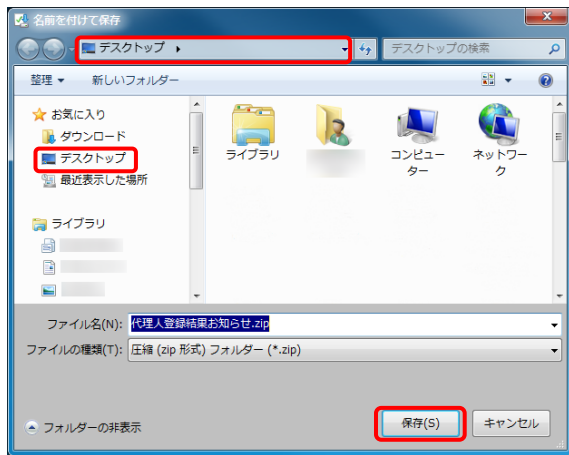 名前を付けて保存
デスクトップ
デスクトップの検索
整理 新しいフォルダー
お気に入り
ダウンロード
デスクトップ
最近表示した場所
ライブラリ
ライブラリ
コンピューター
ネットワーク
ファイル名(N): 代理人登録結果お知らせ.zip
ファイルの種類(T): 圧縮 (zip 形式) フォルダー (*.zip)
フォルダーの非表示
保存(S)
キャンセル